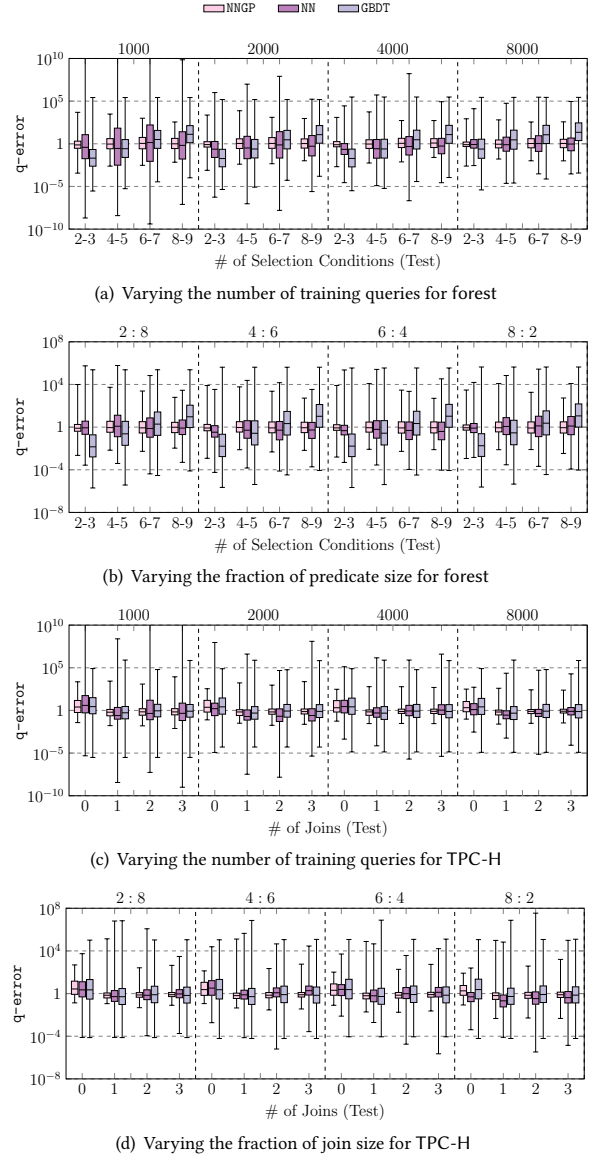 NNGP NN GBDT
1000 2000 4000 8000
10^10
10^5
1
10^−5
10^−10
q-error
2-3 4-5 6-7 8-9 2-3 4-5 6-7 8-9 2-3 4-5 6-7 8-9 2-3 4-5 6-7 8-9
# of Selection Conditions (Test)
(a) Varying the number of training queries for forest
2 : 8 4 : 6 6 : 4 8 : 2
10^8
10^4
1
10^−4
10^−8
q-error
2-3 4-5 6-7 8-9 2-3 4-5 6-7 8-9 2-3 4-5 6-7 8-9 2-3 4-5 6-7 8-9
# of Selection Conditions (Test)
(b) Varying the fraction of predicate size for forest
1000 2000 4000 8000
10^10
10^5
1
10^−5
10^−10
q-error
0 1 2 3 0 1 2 3 0 1 2 3 0 1 2 3
# of Joins (Test)
(c) Varying the number of training queries for TPC-H
2 : 8 4 : 6 6 : 4 8 : 2
10^8
10^4
1
10^−4
10^−8
q-error
0 1 2 3 0 1 2 3 0 1 2 3 0 1 2 3
# of Joins (Test)
(d) Varying the fraction of join size for TPC-H